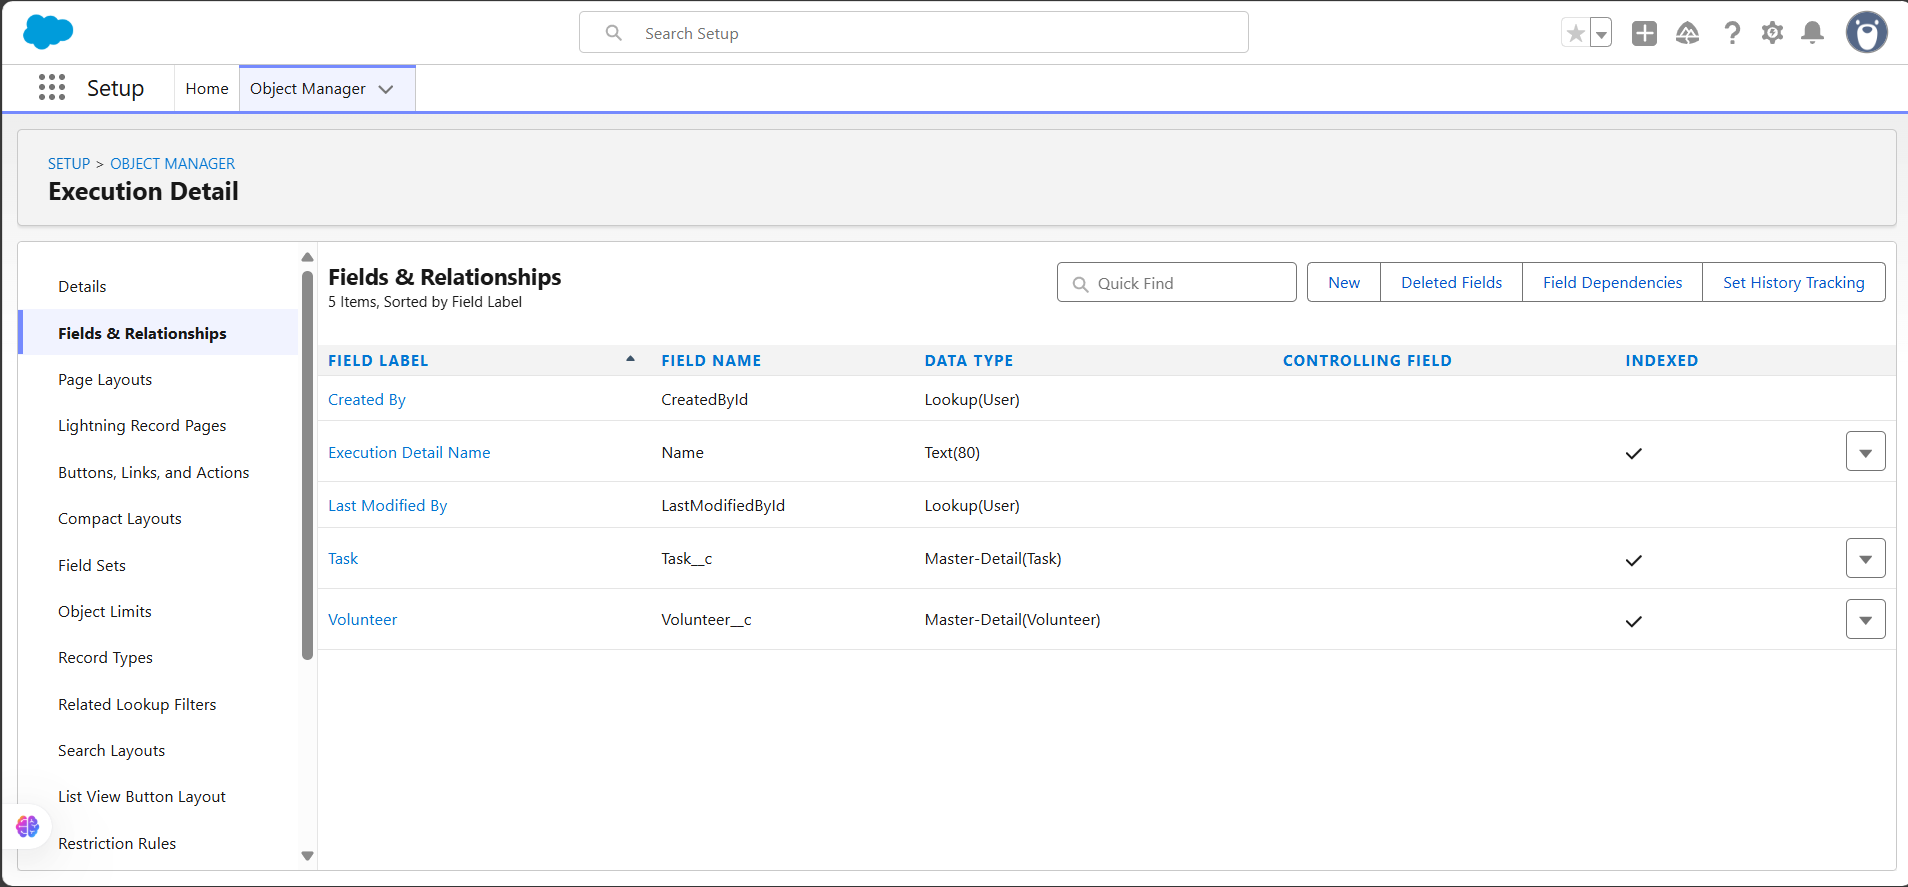 Search Setup
Setup
Home
Object Manager
SETUP > OBJECT MANAGER
Execution Detail
Details
Fields & Relationships
Page Layouts
Lightning Record Pages
Buttons, Links, and Actions
Compact Layouts
Field Sets
Object Limits
Record Types
Related Lookup Filters
Search Layouts
List View Button Layout
Restriction Rules
Fields & Relationships
5 Items, Sorted by Field Label
Quick Find
New
Deleted Fields
Field Dependencies
Set History Tracking
FIELD LABEL FIELD NAME DATA TYPE CONTROLLING FIELD INDEXED
Created By CreatedById Lookup(User)
Execution Detail Name Name Text(80)
Last Modified By LastModifiedById Lookup(User)
Task Task__c Master-Detail(Task)
Volunteer Volunteer__c Master-Detail(Volunteer)